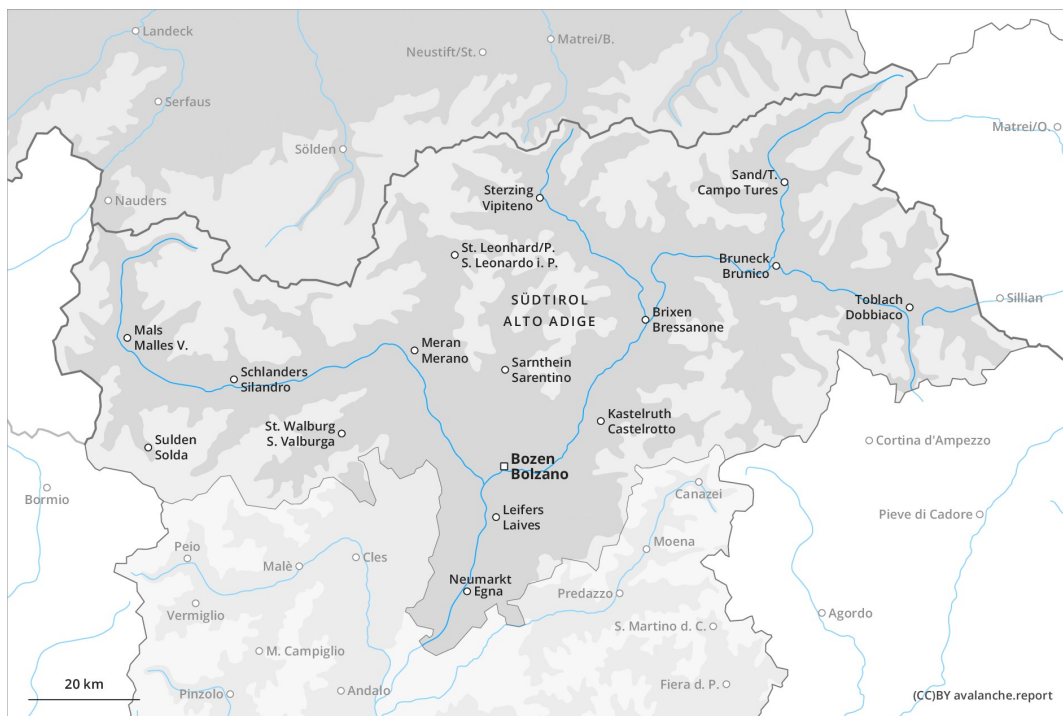 Landeck
Neustift/St.
Matrei/B.
Serfaus
Matrei/O.
Sölden
Sand/T.
Campo Tures
Sterzing
Vipiteno
Nauders
St. Leonhard/P.
S. Leonardo i. P.
Bruneck
Brunico
SÜDTIROL
ALTO ADIGE
Toblach
Dobbiaco
Sillian
Brixen
Bressanone
Mals
Malles V.
Meran
Merano
Sarnthein
Sarentino
Schlanders
Silandro
Kastelruth
Castelrotto
St. Walburg
S. Valburga
Sulden
Solda
Cortina d'Ampezzo
Bozen
Bolzano
Bormio
Canazei
Leifers
Laives
Pieve di Cadore
Peio
Malè
Cles
Moena
Neumarkt
Egna
Predazzo
Vermiglio
Agordo
S. Martino d. C.
M. Campiglio
20 km
Pinzolo
Andalo
Fiera d. P.
(CC)BY avalanche.report